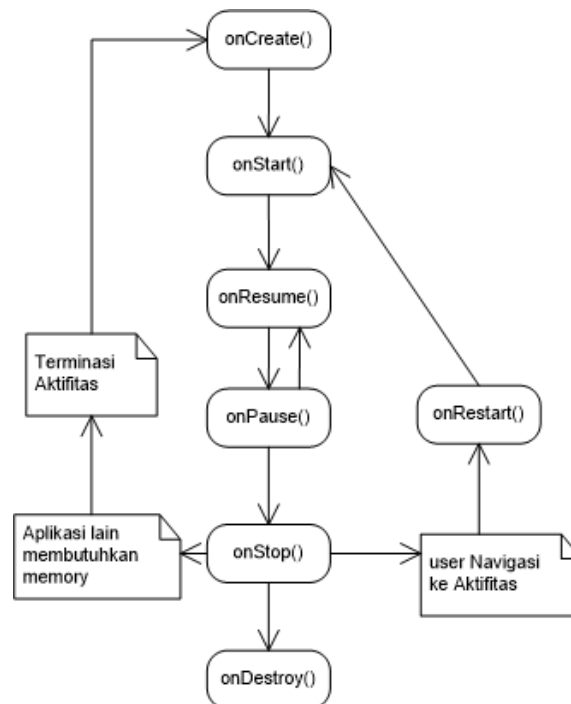 onCreate()
onStart()
onResume()
Terminasi
Aktifitas
onPause()
onRestart()
Aplikasi lain
membutuhkan
memory
onStop()
user Navigasi
ke Aktifitas
onDestroy()